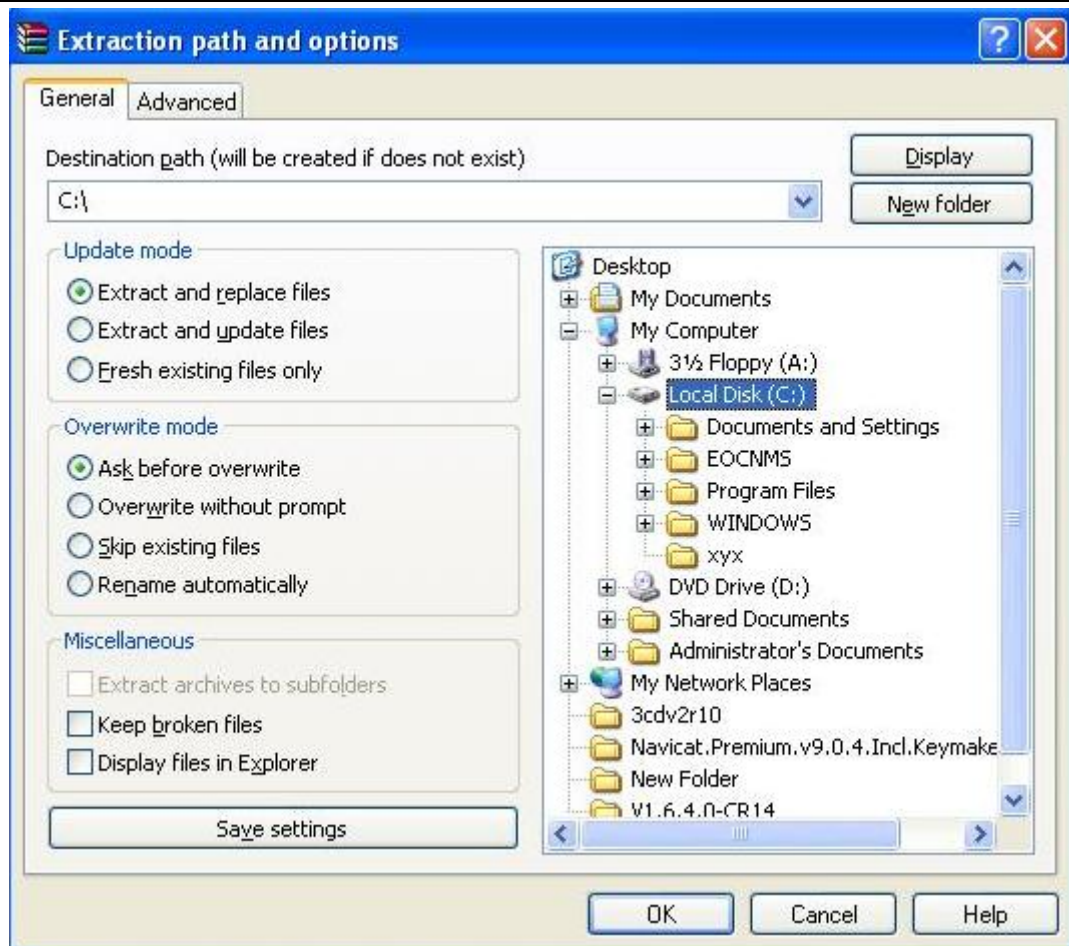 Extraction path and options
General
Advanced
Destination path (will be created if does not exist)
Display
C:\
New folder
Update mode
Extract and replace files
Extract and update files
Fresh existing files only
Overwrite mode
Ask before overwrite
Overwrite without prompt
Skip existing files
Rename automatically
Miscellaneous
Extract archives to subfolders
Keep broken files
Display files in Explorer
Save settings
Desktop
My Documents
My Computer
3½ Floppy (A:)
Local Disk (C:)
Documents and Settings
EOCNMS
Program Files
WINDOWS
xyx
DVD Drive (D:)
Shared Documents
Administrator's Documents
My Network Places
3cdv2r10
Navicat.Premium.v9.0.4.Incl.Keymake
New Folder
V1.6.4.0-CR14
OK
Cancel
Help